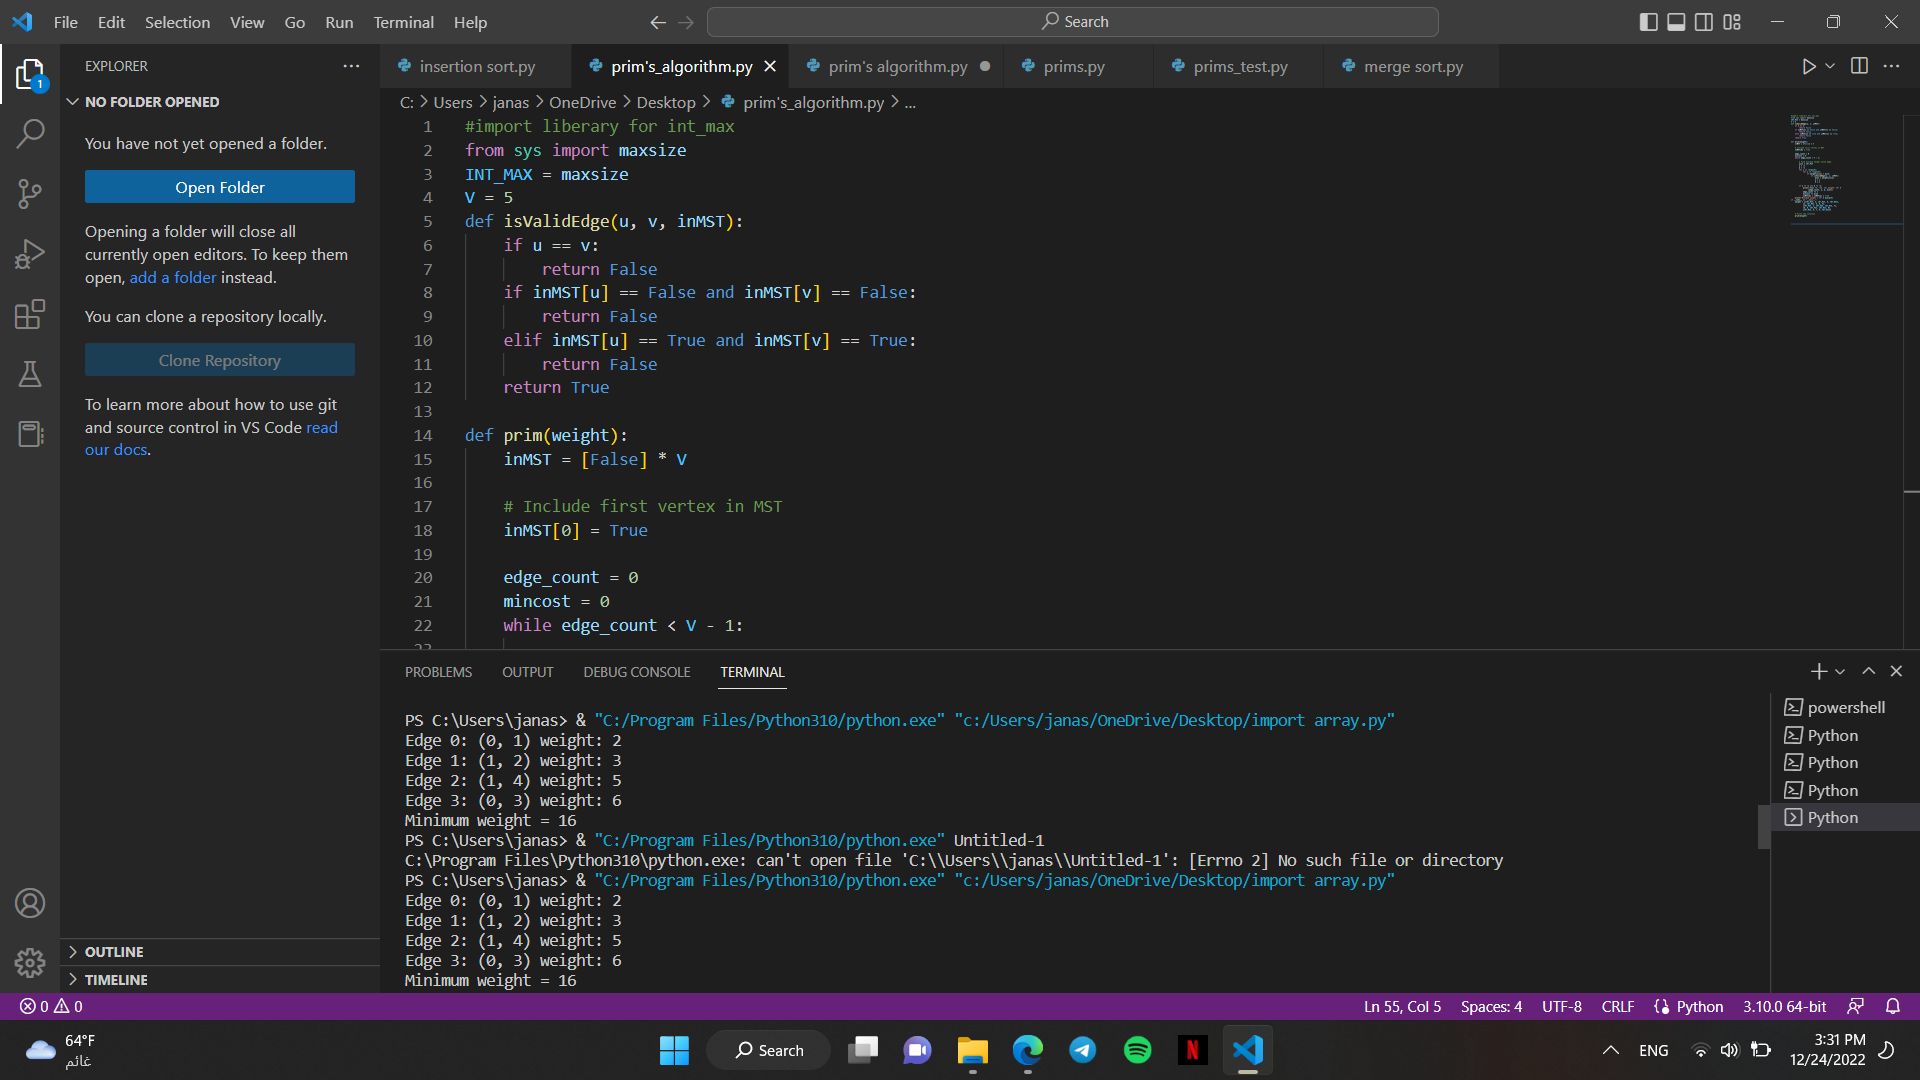 File Edit Selection View Go Run Terminal Help
Search
EXPLORER
insertion sort.py
prim's_algorithm.py
prim's algorithm.py
prims.py
prims_test.py
merge sort.py
1
NO FOLDER OPENED
You have not yet opened a folder.
Open Folder
Opening a folder will close all
currently open editors. To keep them
open, add a folder instead.
You can clone a repository locally.
Clone Repository
To learn more about how to use git
and source control in VS Code read
our docs.
OUTLINE
TIMELINE
C: > Users > janas > OneDrive > Desktop > prim's_algorithm.py > ...
1 #import liberary for int_max
2 from sys import maxsize
3 INT_MAX = maxsize
4 V = 5
5 def isValidEdge(u, v, inMST):
6 if u == v:
7 return False
8 if inMST[u] == False and inMST[v] == False:
9 return False
10 elif inMST[u] == True and inMST[v] == True:
11 return False
12 return True
13
14 def prim(weight):
15 inMST = [False] * V
16
17 # Include first vertex in MST
18 inMST[0] = True
19
20 edge_count = 0
21 mincost = 0
22 while edge_count < V - 1:
PROBLEMS OUTPUT DEBUG CONSOLE TERMINAL
PS C:\Users\janas> & "C:/Program Files/Python310/python.exe" "c:/Users/janas/OneDrive/Desktop/import array.py"
Edge 0: (0, 1) weight: 2
Edge 1: (1, 2) weight: 3
Edge 2: (1, 4) weight: 5
Edge 3: (0, 3) weight: 6
Minimum weight = 16
PS C:\Users\janas> & "C:/Program Files/Python310/python.exe" Untitled-1
C:\Program Files\Python310\python.exe: can't open file 'C:\\Users\\janas\\Untitled-1': [Errno 2] No such file or directory
PS C:\Users\janas> & "C:/Program Files/Python310/python.exe" "c:/Users/janas/OneDrive/Desktop/import array.py"
Edge 0: (0, 1) weight: 2
Edge 1: (1, 2) weight: 3
Edge 2: (1, 4) weight: 5
Edge 3: (0, 3) weight: 6
Minimum weight = 16
powershell
Python
Python
Python
Python
0 0
Ln 55, Col 5 Spaces: 4 UTF-8 CRLF Python 3.10.0 64-bit
64°F
غائم
Search
N
ENG
3:31 PM
12/24/2022